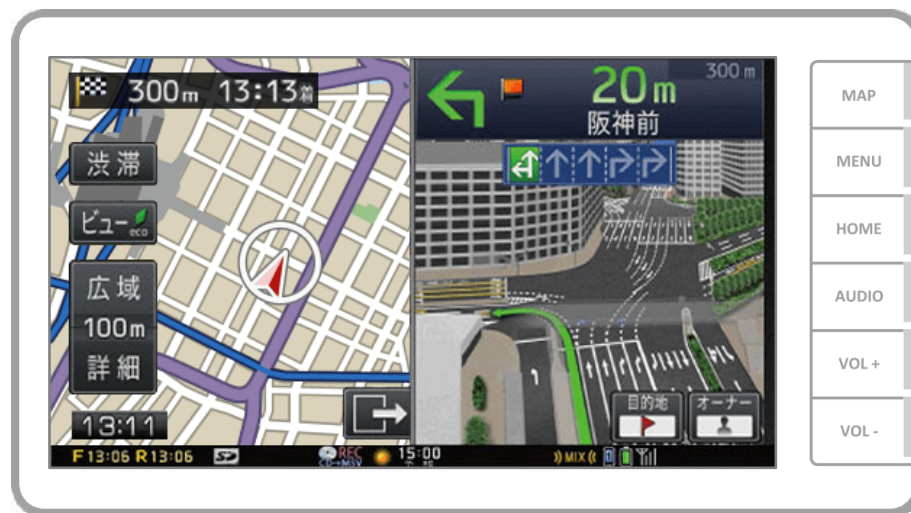 300m 13:13着
渋滞
ビュー eco
広域
100m
詳細
13:11
300m
20m
阪神前
目的地
オーナー
F13:06 R13:06
REC
CD→MSV
15:00
MIX
MAP
MENU
HOME
AUDIO
VOL +
VOL -